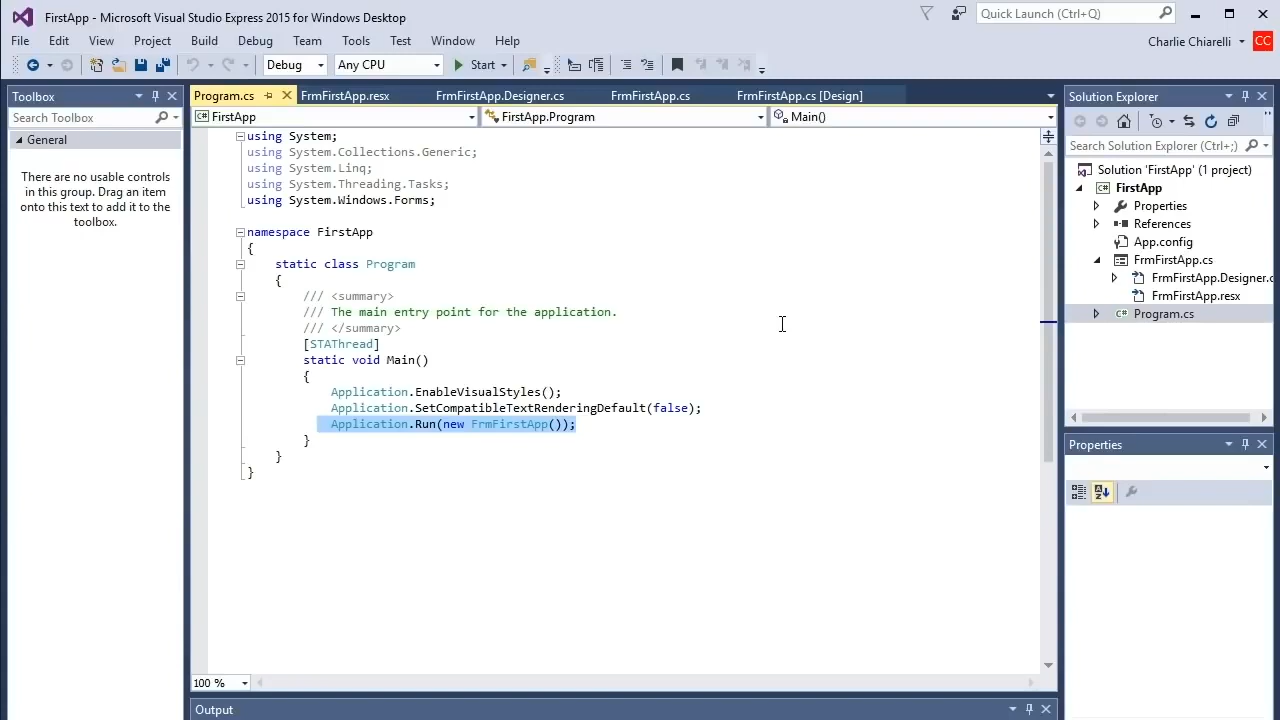 FirstApp - Microsoft Visual Studio Express 2015 for Windows Desktop
Quick Launch (Ctrl+Q)
File Edit View Project Build Debug Team Tools Test Window Help
Charlie Chiarelli CC
Debug Any CPU Start
Toolbox
Search Toolbox
General
There are no usable controls
in this group. Drag an item
onto this text to add it to the
toolbox.
Program.cs FrmFirstApp.resx FrmFirstApp.Designer.cs FrmFirstApp.cs FrmFirstApp.cs [Design]
FirstApp FirstApp.Program Main()
using System;
using System.Collections.Generic;
using System.Linq;
using System.Threading.Tasks;
using System.Windows.Forms;
namespace FirstApp
{
static class Program
{
/// <summary>
/// The main entry point for the application.
/// </summary>
[STAThread]
static void Main()
{
Application.EnableVisualStyles();
Application.SetCompatibleTextRenderingDefault(false);
Application.Run(new FrmFirstApp());
}
}
}
100 %
Output
Solution Explorer
Search Solution Explorer (Ctrl+;)
Solution 'FirstApp' (1 project)
FirstApp
Properties
References
App.config
FrmFirstApp.cs
FrmFirstApp.Designer.c
FrmFirstApp.resx
Program.cs
Properties